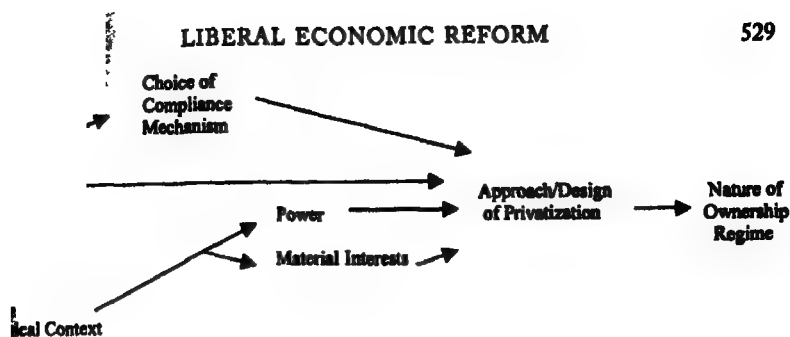 LIBERAL ECONOMIC REFORM 529
Choice of
Compliance
Mechanism
Approach/Design
of Privatization
Nature of
Ownership
Regime
Power
Material Interests
Context